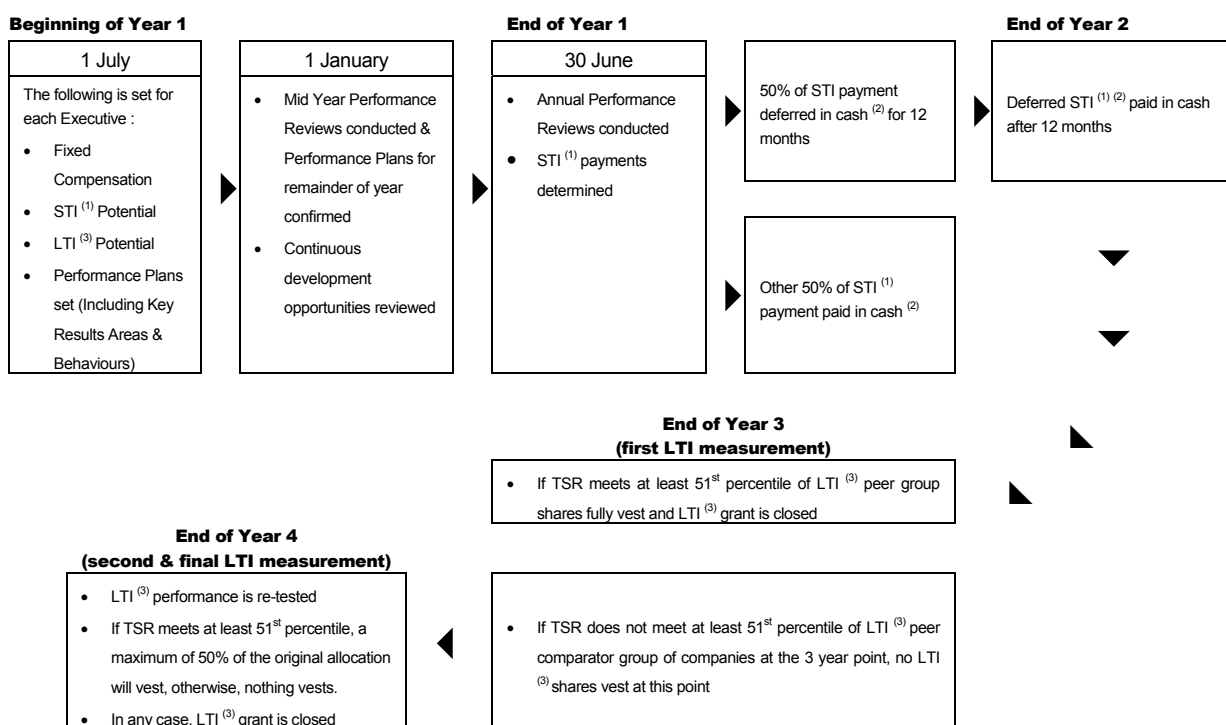 Beginning of Year 1
1 July
The following is set for
each Executive :
• Fixed
Compensation
• STI (1) Potential
• LTI (3) Potential
• Performance Plans
set (Including Key
Results Areas &
Behaviours)
1 January
• Mid Year Performance
Reviews conducted &
Performance Plans for
remainder of year
confirmed
• Continuous
development
opportunities reviewed
End of Year 1
30 June
• Annual Performance
Reviews conducted
• STI (1) payments
determined
50% of STI payment
deferred in cash (2) for 12
months
Other 50% of STI (1)
payment paid in cash (2)
End of Year 2
Deferred STI (1) (2) paid in cash
after 12 months
End of Year 3
(first LTI measurement)
• If TSR meets at least 51st percentile of LTI (3) peer group
shares fully vest and LTI (3) grant is closed
• If TSR does not meet at least 51st percentile of LTI (3) peer
comparator group of companies at the 3 year point, no LTI
(3) shares vest at this point
End of Year 4
(second & final LTI measurement)
• LTI (3) performance is re-tested
• If TSR meets at least 51st percentile, a
maximum of 50% of the original allocation
will vest, otherwise, nothing vests.
• In any case, LTI (3) grant is closed